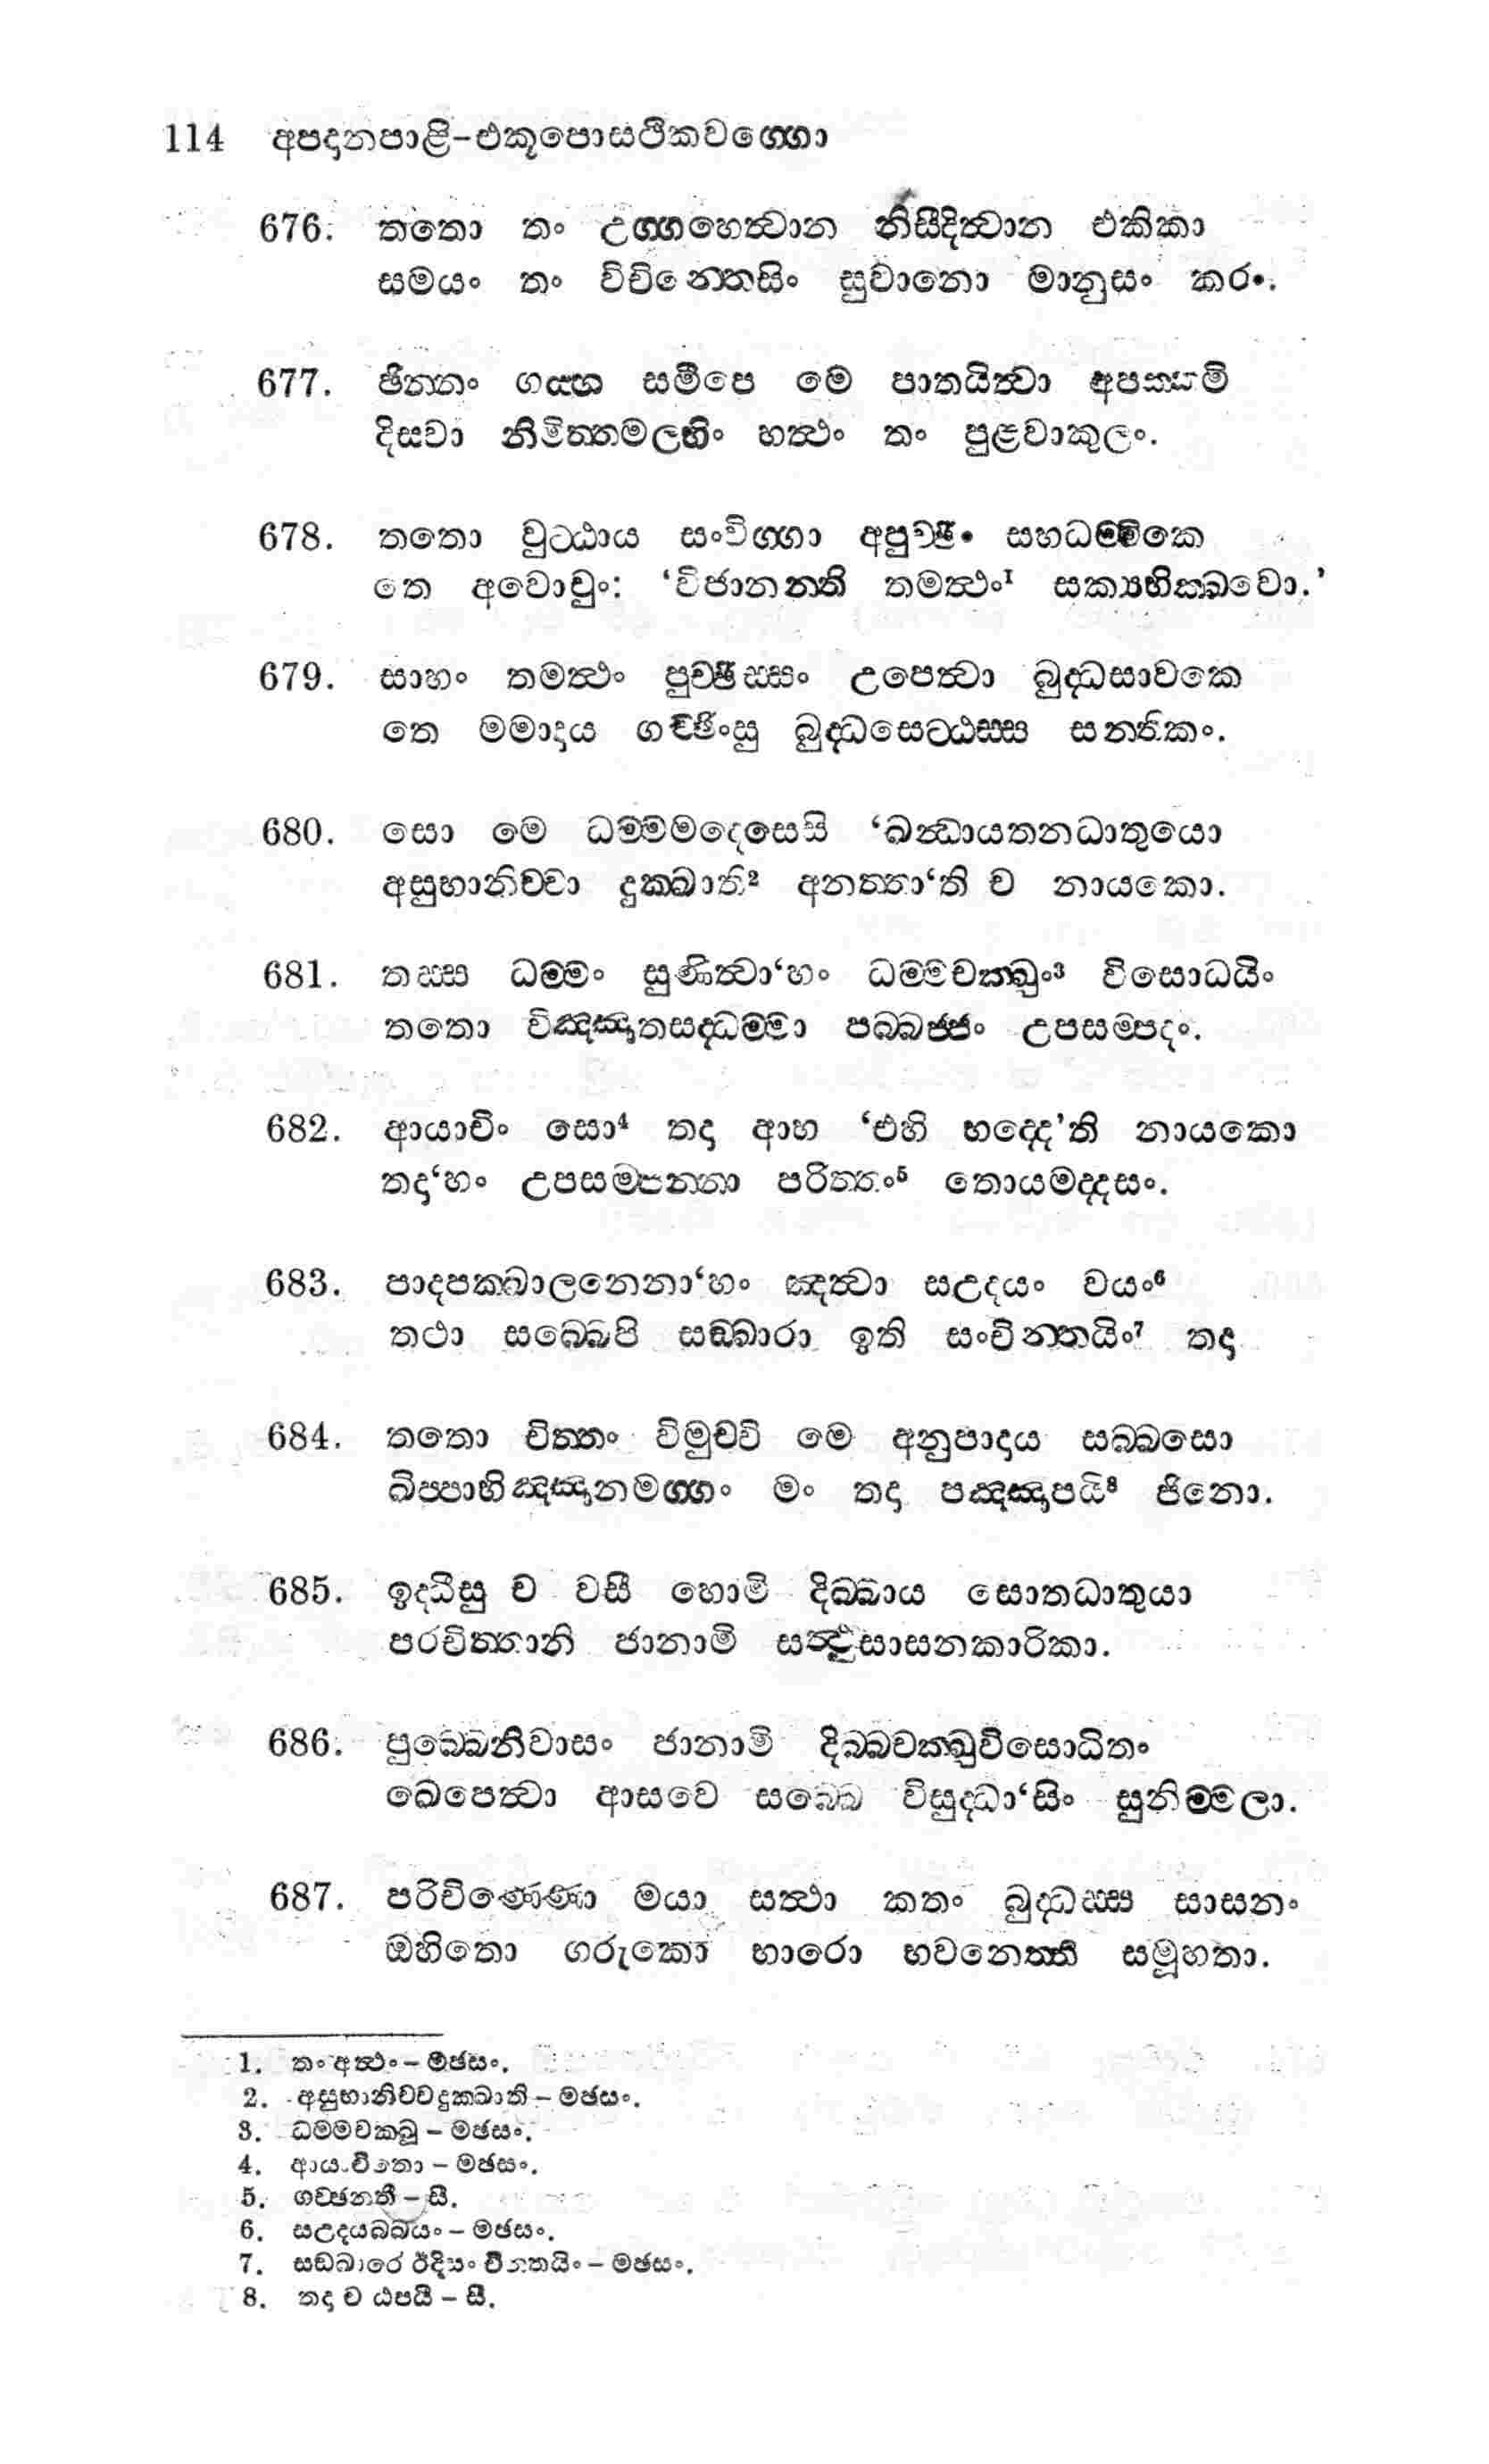 114 අපදානපාළි-එකූපොසථිකවග්ගො
676. තතො තං උග්ගහෙත්වාන නිසීදිත්වාන එකිකා
සමයං තං විචින්තෙසිං සුවානො මානුසං කරං.
677. ඡින්නං ගය්හ සමීපෙ මෙ පාතයිත්වා අපක්කමි
දිස්වා නිමිත්තමලභිං හත්ථං තං පුළවාකුලං.
678. තතො වුට්ඨාය සංවිග්ගා අපුච්ඡිං සහධම්මිකෙ
තෙ අවොචුං: ‘විජානන්ති තමත්ථං¹ සක්‍යභික්ඛවො.’
679. සාහං තමත්ථං පුච්ඡිස්සං උපෙත්වා බුද්ධසාවකෙ
තෙ මමාදාය ගච්ඡිංසු බුද්ධසෙට්ඨස්ස සන්තිකං.
680. සො මෙ ධම්මමදෙසෙසි ‘ඛන්ධායතනධාතුයො
අසුභානිච්චා දුක්ඛාති² අනත්තා‘ති ච නායකො.
681. තස්ස ධම්මං සුණිත්වා‘හං ධම්මචක්ඛුං³ විසොධයිං
තතො විඤ්ඤාතසද්ධම්මා පබ්බජ්ජං උපසම්පදං.
682. ආයාචිං සො⁴ තදා ආහ ‘එහි භද්දෙ’ති නායකො
තදා‘හං උපසම්පන්නා පරිත්තං⁵ තොයමද්දසං.
683. පාදපක්ඛාලනෙනා‘හං ඤත්වා සඋදයං වයං⁶
තථා සබ්බෙපි සඞ්ඛාරා ඉති සංචින්තයිං⁷ තදා
684. තතො චිත්තං විමුච්චි මෙ අනුපාදාය සබ්බසො
ඛිප්පාභිඤ්ඤානමග්ගං මං තදා පඤ්ඤාපයි⁸ ජිනො.
685. ඉද්ධීසු ච වසී හොමි දිබ්බාය සොතධාතුයා
පරචිත්තානි ජානාමි සත්ථුසාසනකාරිකා.
686. පුබ්බෙනිවාසං ජානාමි දිබ්බචක්ඛුවිසොධිතං
ඛෙපෙත්වා ආසවෙ සබ්බෙ විසුද්ධා‘සිං සුනිම්මලා.
687. පරිචිණ්ණො මයා සත්ථා කතං බුද්ධස්ස සාසනං
ඔහිතො ගරුකො භාරො භවනෙත්ති සමූහතා.
1. තං අත්ථං – මඡසං.
2. අසුභානිච්චදුක්ඛාති – මඡසං.
3. ධම්මචක්ඛූ – මඡසං.
4. ආයාචිතො – මඡසං.
5. ගච්ඡන්තී – සී.
6. සඋදයබ්බයං – මඡසං.
7. සඞ්ඛාරෙ ඊදිසං චින්තයිං – මඡසං.
8. තදා ච ඨපයී – සී.